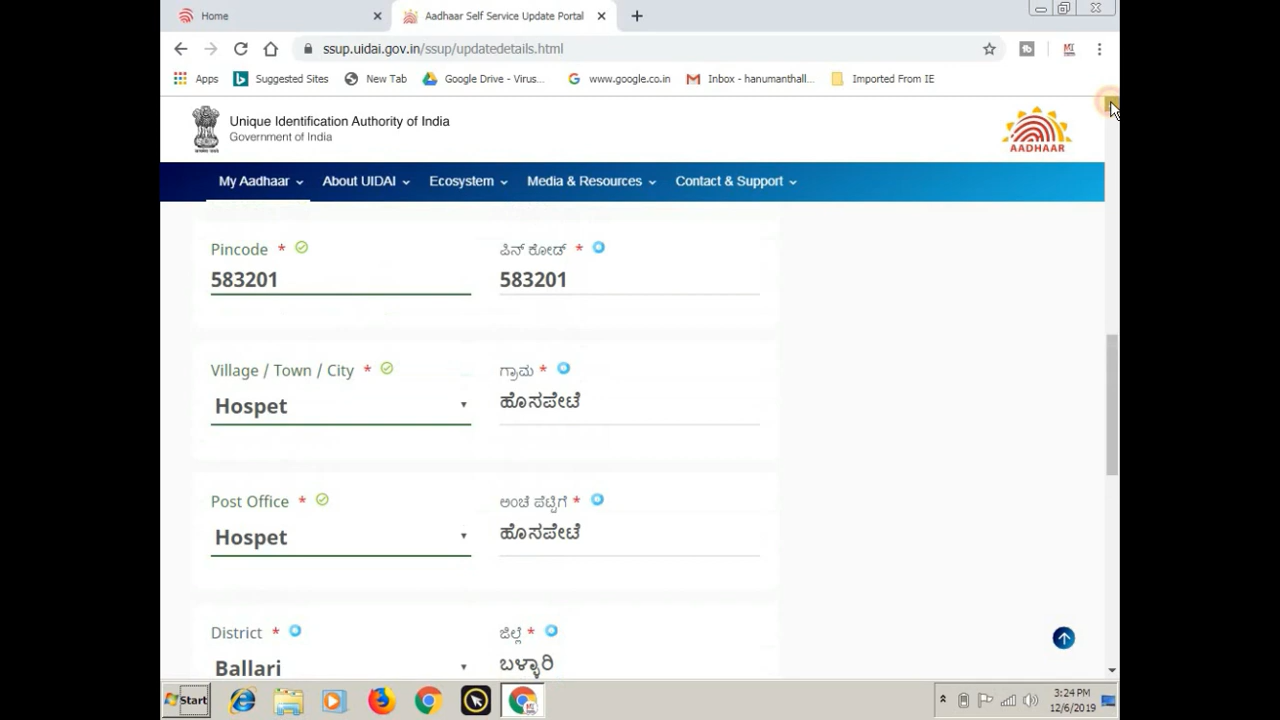 Home
Aadhaar Self Service Update Portal
ssup.uidai.gov.in/ssup/updatedetails.html
Apps Suggested Sites New Tab Google Drive - Virus... www.google.co.in Inbox - hanumanthall... Imported From IE
Unique Identification Authority of India
Government of India
AADHAAR
My Aadhaar About UIDAI Ecosystem Media & Resources Contact & Support
Pincode * ಪಿನ್ ಕೋಡ್ *
583201 583201
Village / Town / City * ಗ್ರಾಮ *
Hospet ಹೊಸಪೇಟೆ
Post Office * ಅಂಚೆ ಪೆಟ್ಟಿಗೆ *
Hospet ಹೊಸಪೇಟೆ
District * ಜಿಲ್ಲೆ *
Ballari ಬಳ್ಳಾರಿ
Start
3:24 PM
12/6/2019